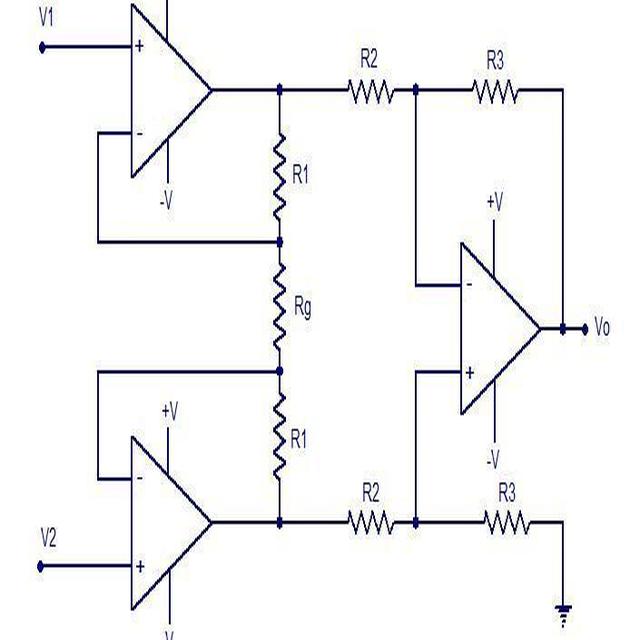 V1
+
R2
R3
-
R1
-V
+V
Rg
-
Vo
+
+V
R1
-V
-
R2
R3
V2
+